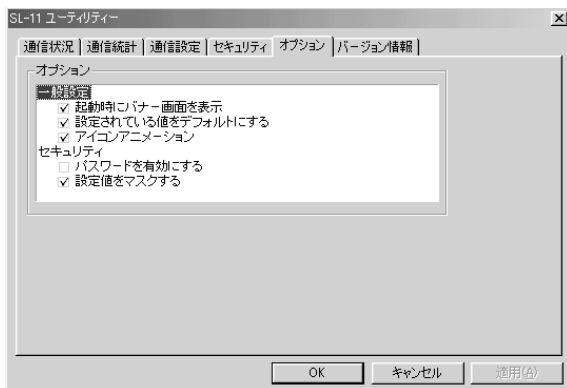 SL-11 ユーティリティー
通信状況 通信統計 通信設定 セキュリティ オプション バージョン情報
オプション
一般設定
起動時にバナー画面を表示
設定されている値をデフォルトにする
アイコンアニメーション
セキュリティ
パスワードを有効にする
設定値をマスクする
OK キャンセル 適用(A)